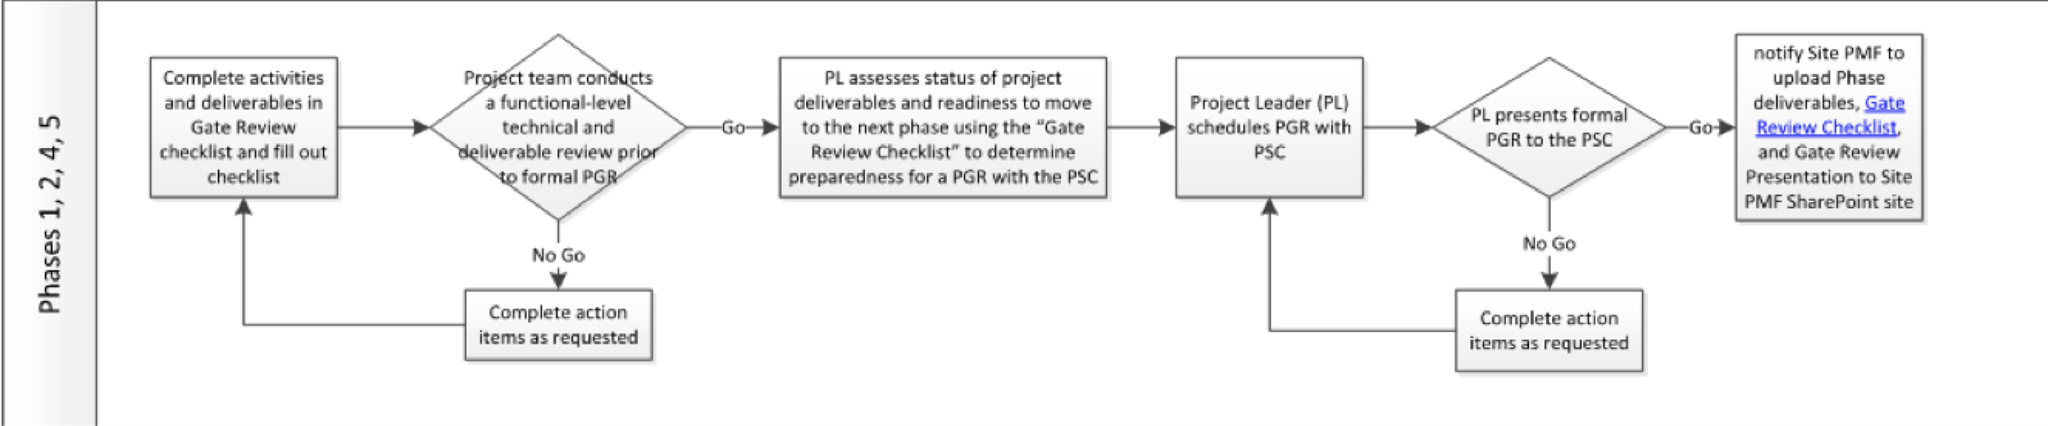 Phases 1, 2, 4, 5
Complete activities
and deliverables in
Gate Review
checklist and fill out
checklist
Project team conducts
a functional-level
technical and
deliverable review prior
to formal PGR
Go
No Go
Complete action
items as requested
PL assesses status of project
deliverables and readiness to move
to the next phase using the “Gate
Review Checklist” to determine
preparedness for a PGR with the PSC
Project Leader (PL)
schedules PGR with
PSC
PL presents formal
PGR to the PSC
Go
No Go
Complete action
items as requested
notify Site PMF to
upload Phase
deliverables, Gate
Review Checklist,
and Gate Review
Presentation to Site
PMF SharePoint site